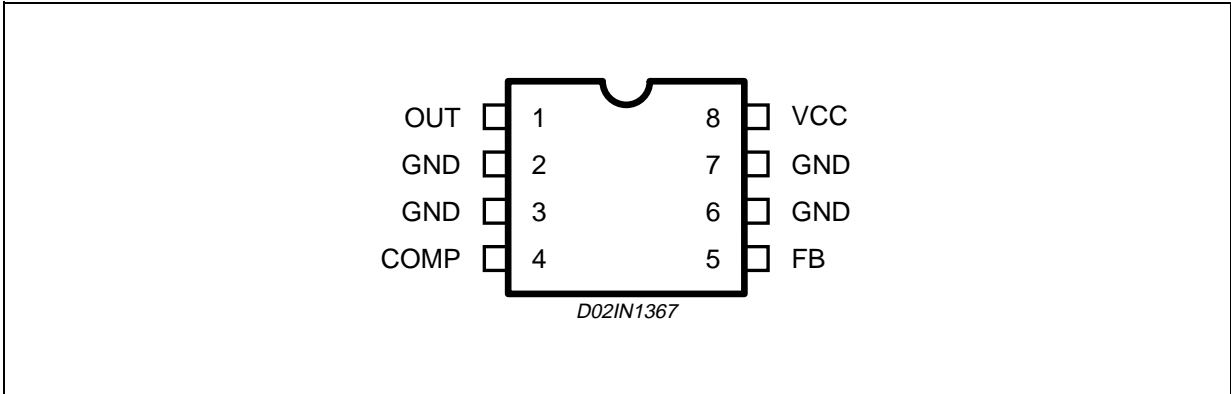 OUT 1 8 VCC
GND 2 7 GND
GND 3 6 GND
COMP 4 5 FB
D02IN1367